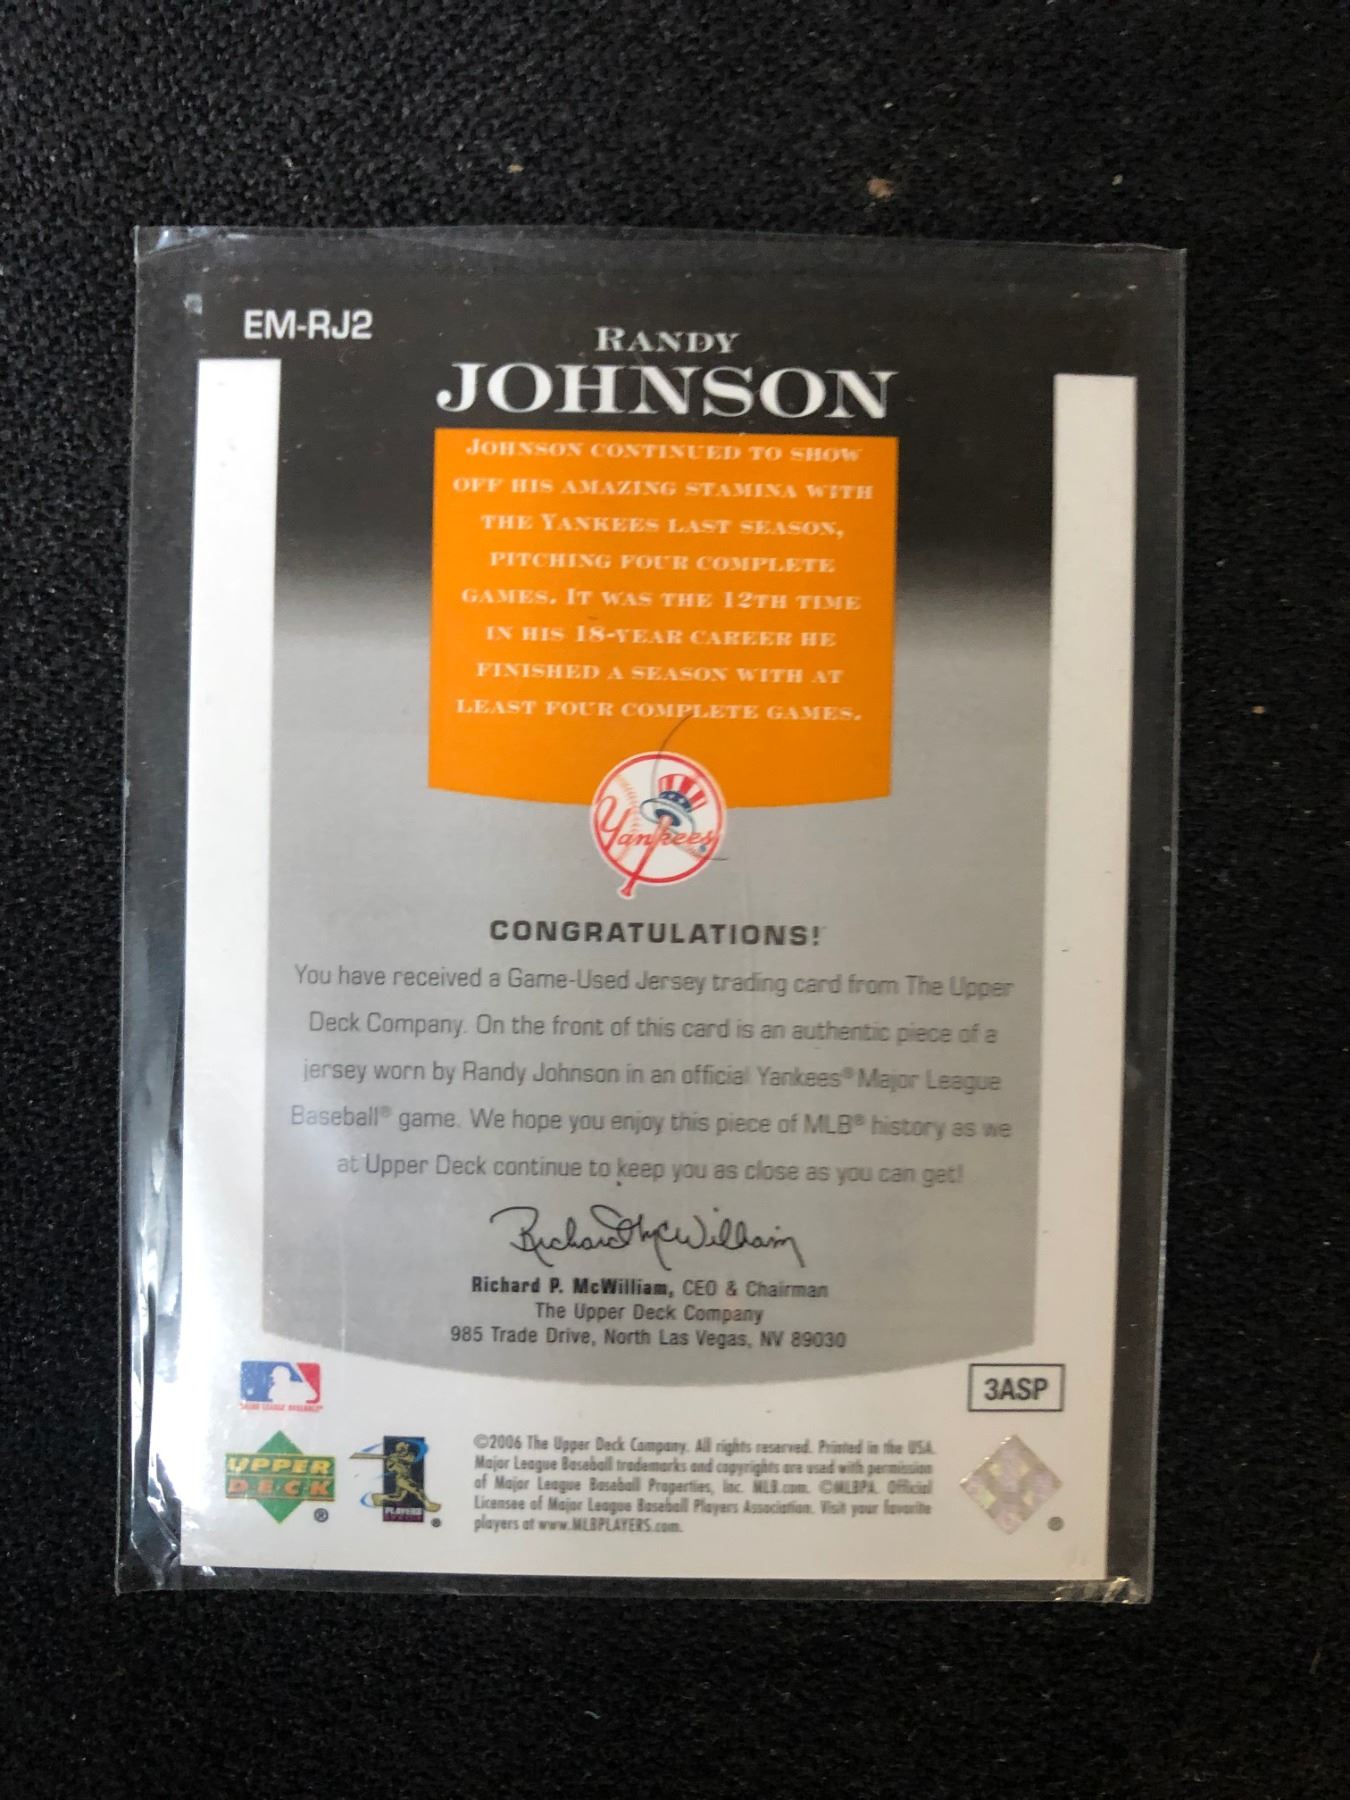 EM-RJ2
RANDY
JOHNSON
JOHNSON CONTINUED TO SHOW
OFF HIS AMAZING STAMINA WITH
THE YANKEES LAST SEASON,
PITCHING FOUR COMPLETE
GAMES. IT WAS THE 12TH TIME
IN HIS 18-YEAR CAREER HE
FINISHED A SEASON WITH AT
LEAST FOUR COMPLETE GAMES.
Yankees
CONGRATULATIONS!
You have received a Game-Used Jersey trading card from The Upper
Deck Company. On the front of this card is an authentic piece of a
jersey worn by Randy Johnson in an official Yankees® Major League
Baseball® game. We hope you enjoy this piece of MLB® history as we
at Upper Deck continue to keep you as close as you can get!
Richard McWilliam
Richard P. McWilliam, CEO & Chairman
The Upper Deck Company
985 Trade Drive, North Las Vegas, NV 89030
MAJOR LEAGUE BASEBALL
3ASP
UPPER
DECK
®
PLAYERS
®
©2006 The Upper Deck Company. All rights reserved. Printed in the USA.
Major League Baseball trademarks and copyrights are used with permission
of Major League Baseball Properties, Inc. MLB.com. ©MLBPA. Official
Licensee of Major League Baseball Players Association. Visit your favorite
players at www.MLBPLAYERS.com.
®